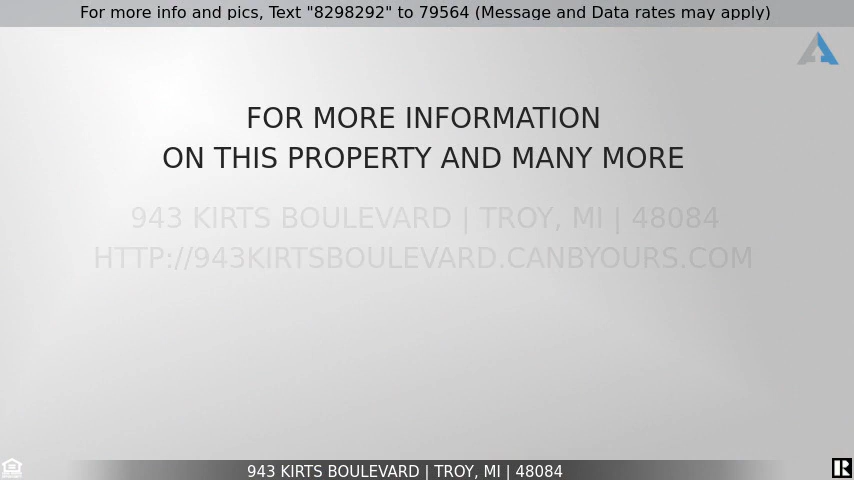 For more info and pics, Text "8298292" to 79564 (Message and Data rates may apply)
FOR MORE INFORMATION
ON THIS PROPERTY AND MANY MORE
943 KIRTS BOULEVARD | TROY, MI | 48084
HTTP://943KIRTSBOULEVARD.CANBYOURS.COM
943 KIRTS BOULEVARD | TROY, MI | 48084